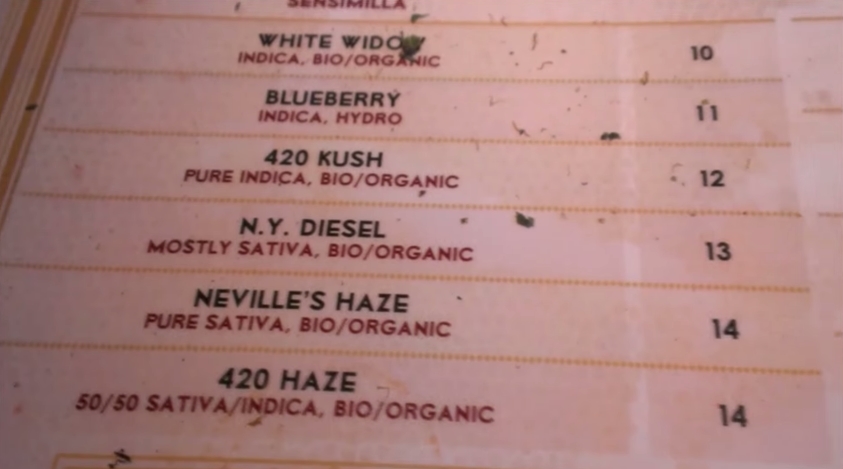 SENSIMILLA
WHITE WIDOW 10
INDICA, BIO/ORGANIC
BLUEBERRY 11
INDICA, HYDRO
420 KUSH 12
PURE INDICA, BIO/ORGANIC
N.Y. DIESEL 13
MOSTLY SATIVA, BIO/ORGANIC
NEVILLE'S HAZE 14
PURE SATIVA, BIO/ORGANIC
420 HAZE 14
50/50 SATIVA/INDICA, BIO/ORGANIC